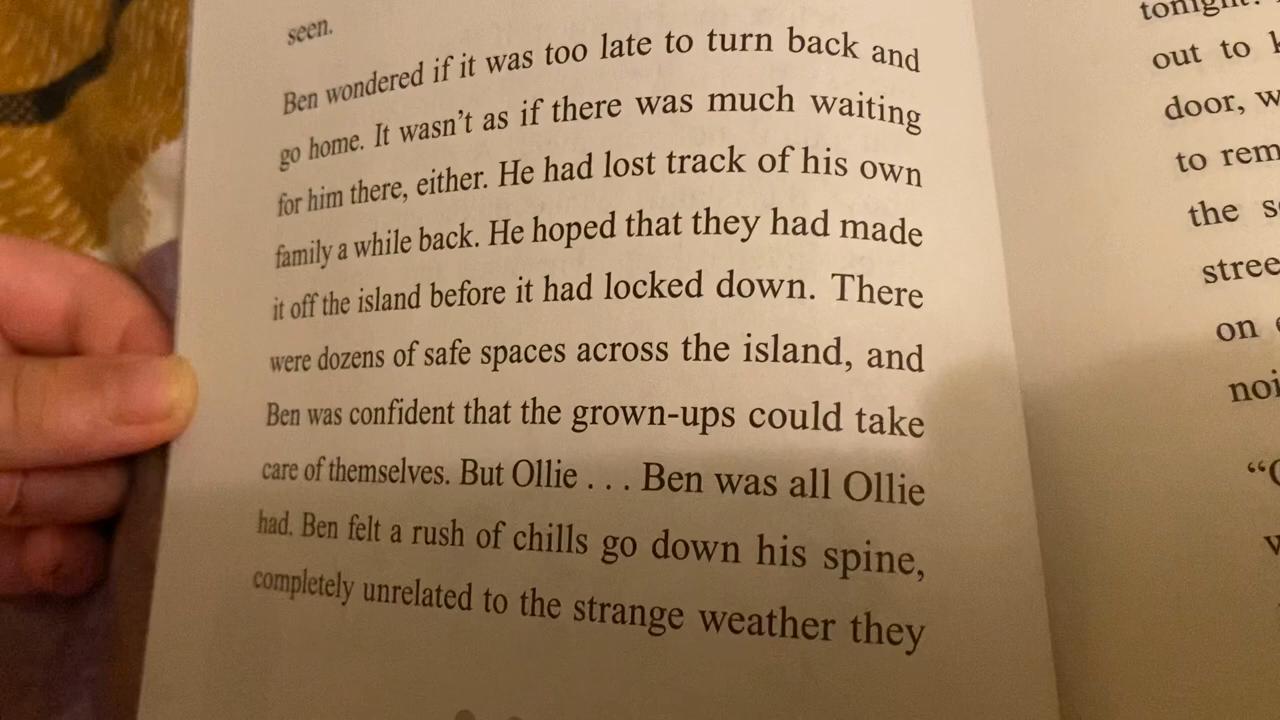 seen.
Ben wondered if it was too late to turn back and
go home. It wasn't as if there was much waiting
for him there, either. He had lost track of his own
family a while back. He hoped that they had made
it off the island before it had locked down. There
were dozens of safe spaces across the island, and
Ben was confident that the grown-ups could take
care of themselves. But Ollie . . . Ben was all Ollie
had. Ben felt a rush of chills go down his spine,
completely unrelated to the strange weather they
out to
door,
to
the
on